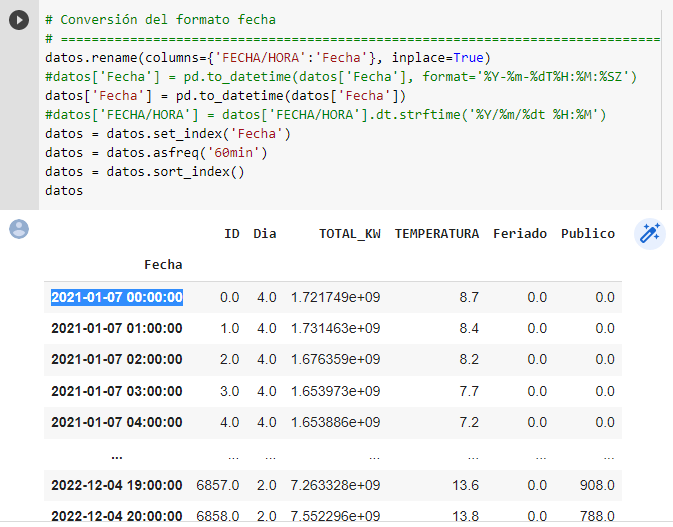 # Conversión del formato fecha
# ==========================================================================
datos.rename(columns={'FECHA/HORA':'Fecha'}, inplace=True)
#datos['Fecha'] = pd.to_datetime(datos['Fecha'], format='%Y-%m-%dT%H:%M:%SZ')
datos['Fecha'] = pd.to_datetime(datos['Fecha'])
#datos['FECHA/HORA'] = datos['FECHA/HORA'].dt.strftime('%Y/%m/%dt %H:%M')
datos = datos.set_index('Fecha')
datos = datos.asfreq('60min')
datos = datos.sort_index()
datos
ID Dia TOTAL_KW TEMPERATURA Feriado Publico
Fecha
2021-01-07 00:00:00 0.0 4.0 1.721749e+09 8.7 0.0 0.0
2021-01-07 01:00:00 1.0 4.0 1.731463e+09 8.4 0.0 0.0
2021-01-07 02:00:00 2.0 4.0 1.676359e+09 8.2 0.0 0.0
2021-01-07 03:00:00 3.0 4.0 1.653973e+09 7.7 0.0 0.0
2021-01-07 04:00:00 4.0 4.0 1.653886e+09 7.2 0.0 0.0
... ... ... ... ... ... ...
2022-12-04 19:00:00 6857.0 2.0 7.263328e+09 13.6 0.0 908.0
2022-12-04 20:00:00 6858.0 2.0 7.552296e+09 13.8 0.0 788.0